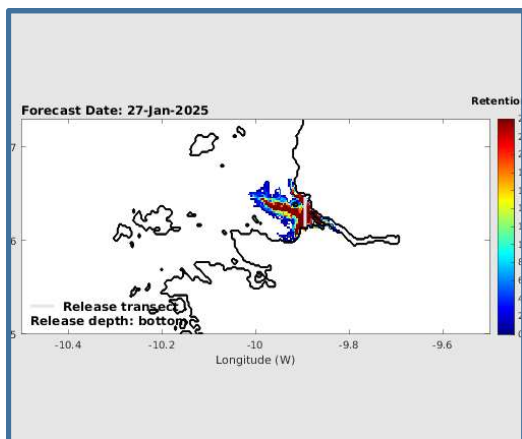 Retentio
Forecast Date: 27-Jan-2025
7
6
5
Release transect
Release depth: bottom
-10.4
-10.2
-10
-9.8
-9.6
Longitude (W)